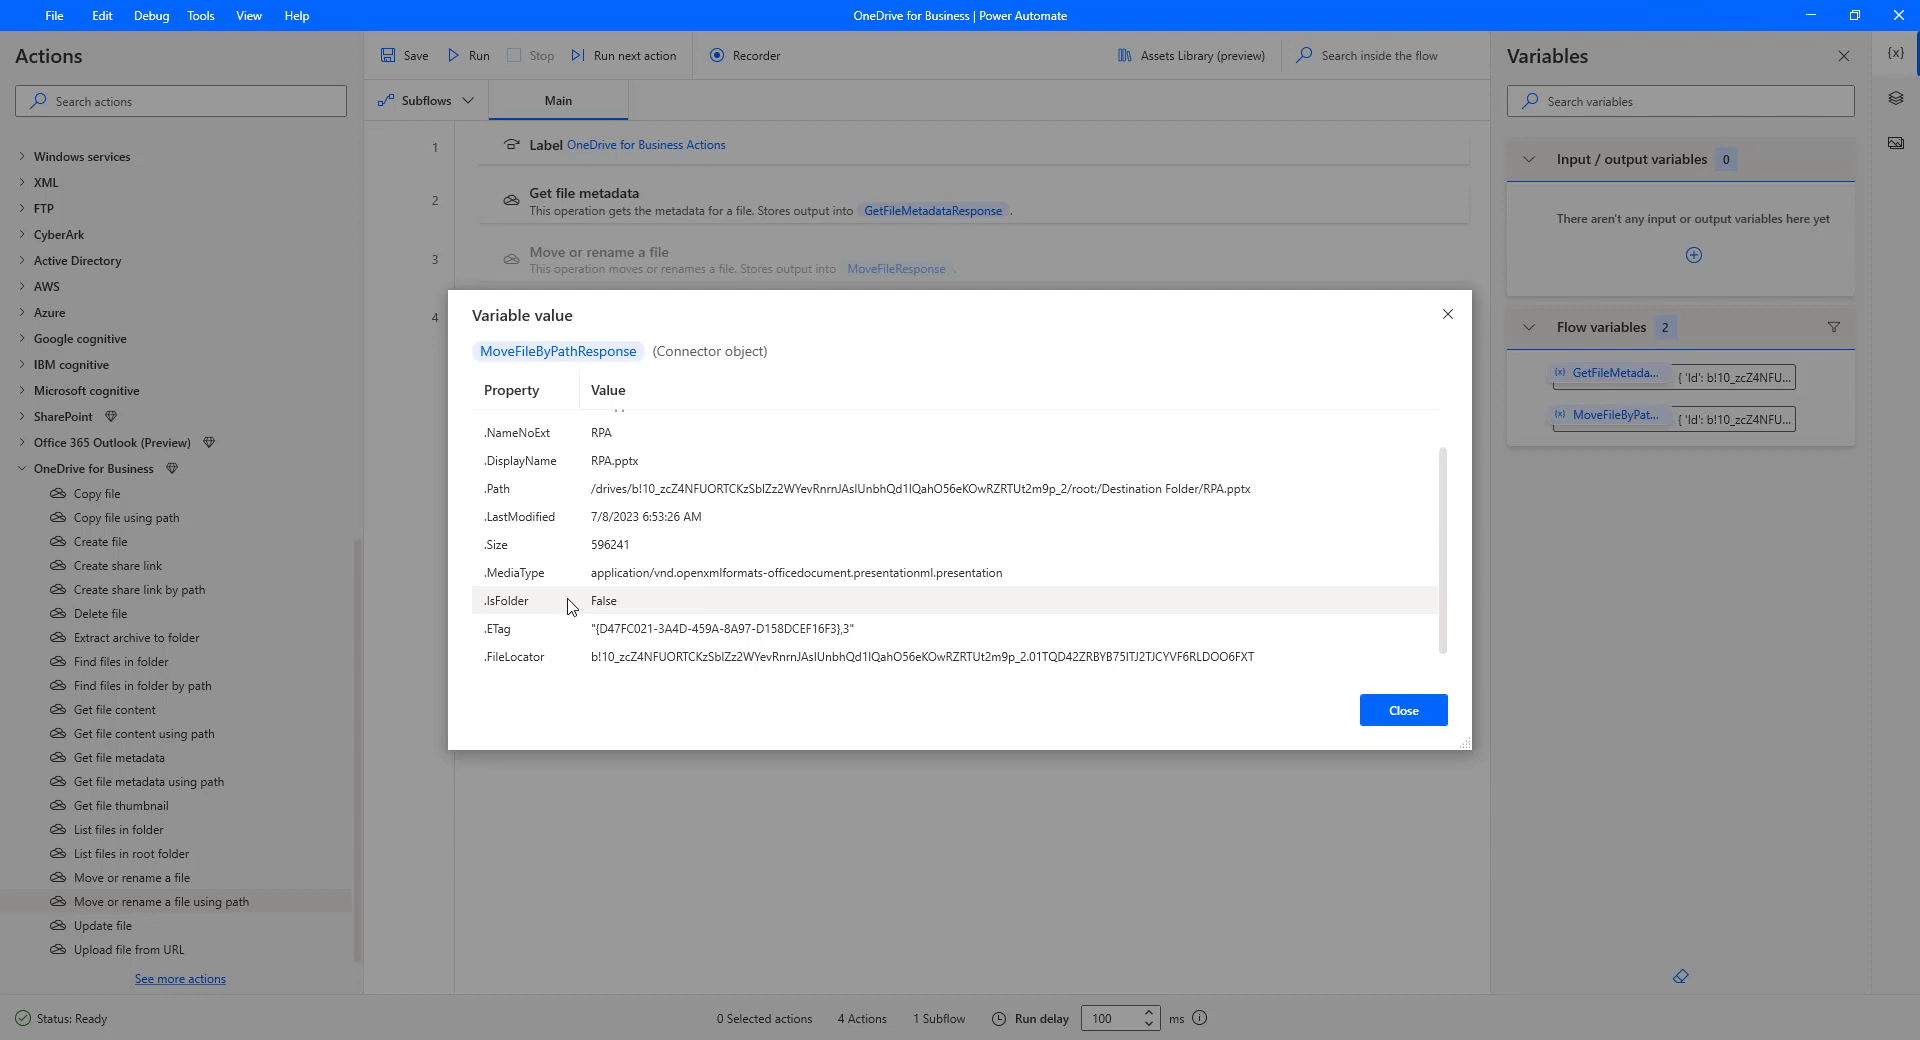 File Edit Debug Tools View Help
OneDrive for Business | Power Automate
Actions
Search actions
Windows services
XML
FTP
CyberArk
Active Directory
AWS
Azure
Google cognitive
IBM cognitive
Microsoft cognitive
SharePoint
Office 365 Outlook (Preview)
OneDrive for Business
Copy file
Copy file using path
Create file
Create share link
Create share link by path
Delete file
Extract archive to folder
Find files in folder
Find files in folder by path
Get file content
Get file content using path
Get file metadata
Get file metadata using path
Get file thumbnail
List files in folder
List files in root folder
Move or rename a file
Move or rename a file using path
Update file
Upload file from URL
See more actions
Save Run Stop Run next action Recorder Assets Library (preview) Search inside the flow
Subflows Main
1 Label OneDrive for Business Actions
2 Get file metadata
This operation gets the metadata for a file. Stores output into GetFileMetadataResponse .
3 Move or rename a file
This operation moves or renames a file. Stores output into MoveFileResponse .
4
Variable value
MoveFileByPathResponse (Connector object)
Property Value
.NameNoExt RPA
.DisplayName RPA.pptx
.Path /drives/b!10_zcZ4NFUORTCKzSbIZz2WYevRnrnJAsIUnbhQd1IQahO56eKOwRZRTUt2m9p_2/root:/Destination Folder/RPA.pptx
.LastModified 7/8/2023 6:53:26 AM
.Size 596241
.MediaType application/vnd.openxmlformats-officedocument.presentationml.presentation
.IsFolder False
.ETag "{D47FC021-3A4D-459A-8A97-D158DCEF16F3},3"
.FileLocator b!10_zcZ4NFUORTCKzSbIZz2WYevRnrnJAsIUnbhQd1IQahO56eKOwRZRTUt2m9p_2.01TQD42ZRBYB75ITJ2TJCYVF6RLDOO6FXT
Close
Variables
{x}
Search variables
Input / output variables 0
There aren't any input or output variables here yet
Flow variables 2
(x) GetFileMetada... { 'Id': b!10_zcZ4NFU...
(x) MoveFileByPat... { 'Id': b!10_zcZ4NFU...
Status: Ready 0 Selected actions 4 Actions 1 Subflow Run delay 100 ms